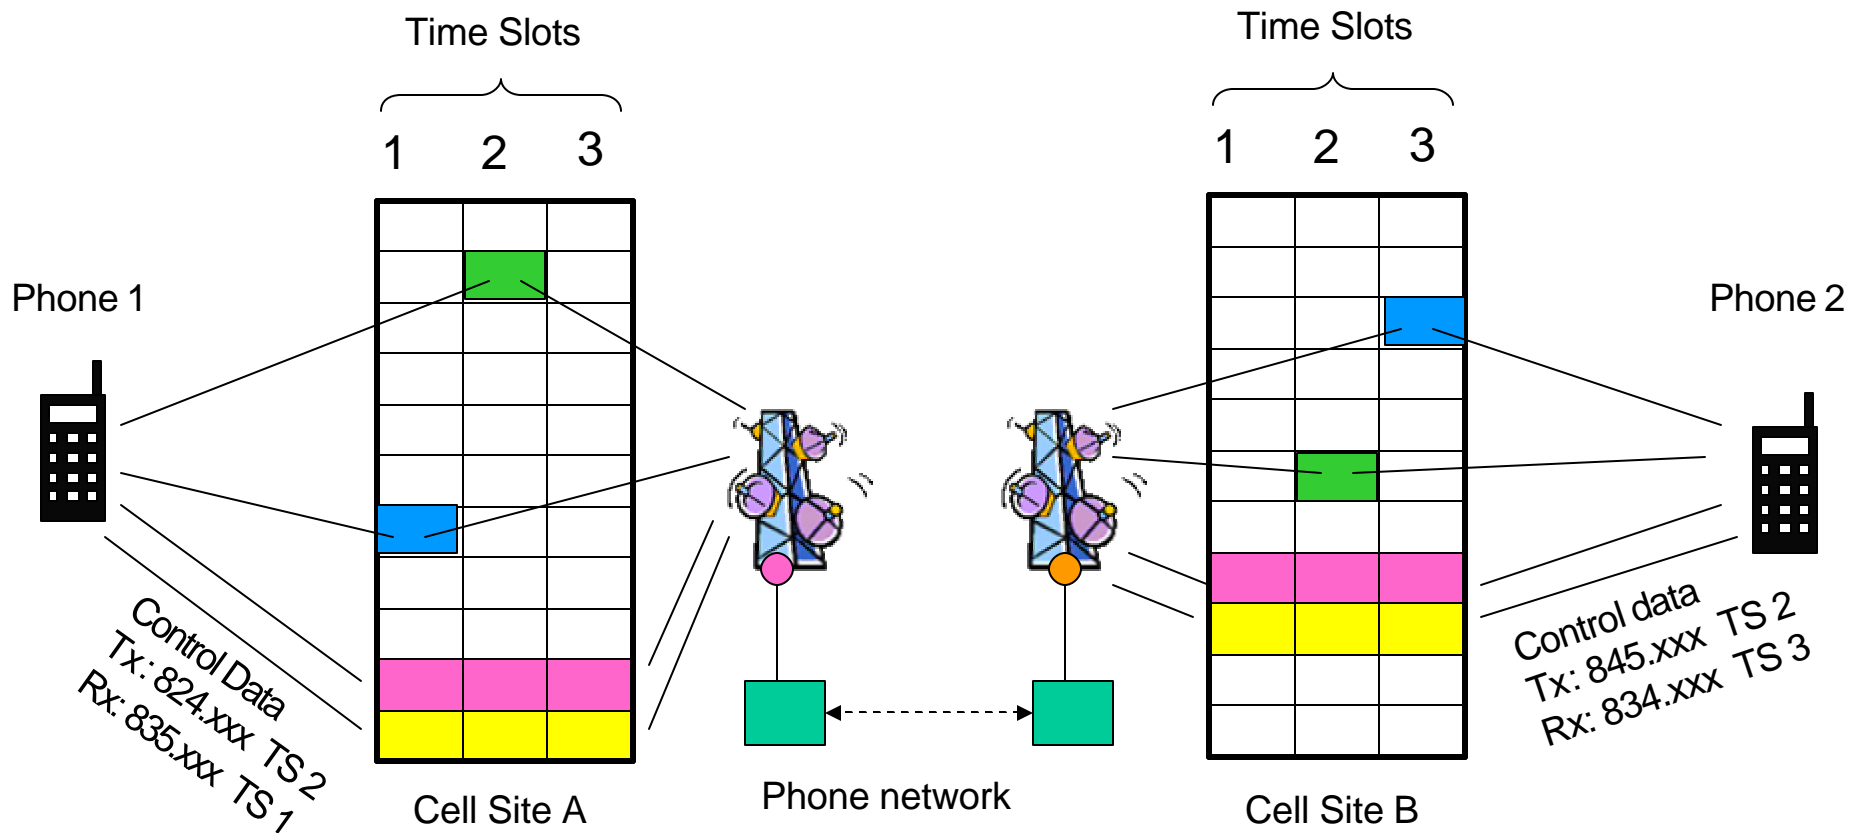 Time Slots
1 2 3
Time Slots
1 2 3
Phone 1
Phone 2
Control Data
Tx: 824.xxx TS 2
Rx: 835.xxx TS 1
Control data
Tx: 845.xxx TS 2
Rx: 834.xxx TS 3
Cell Site A
Phone network
Cell Site B